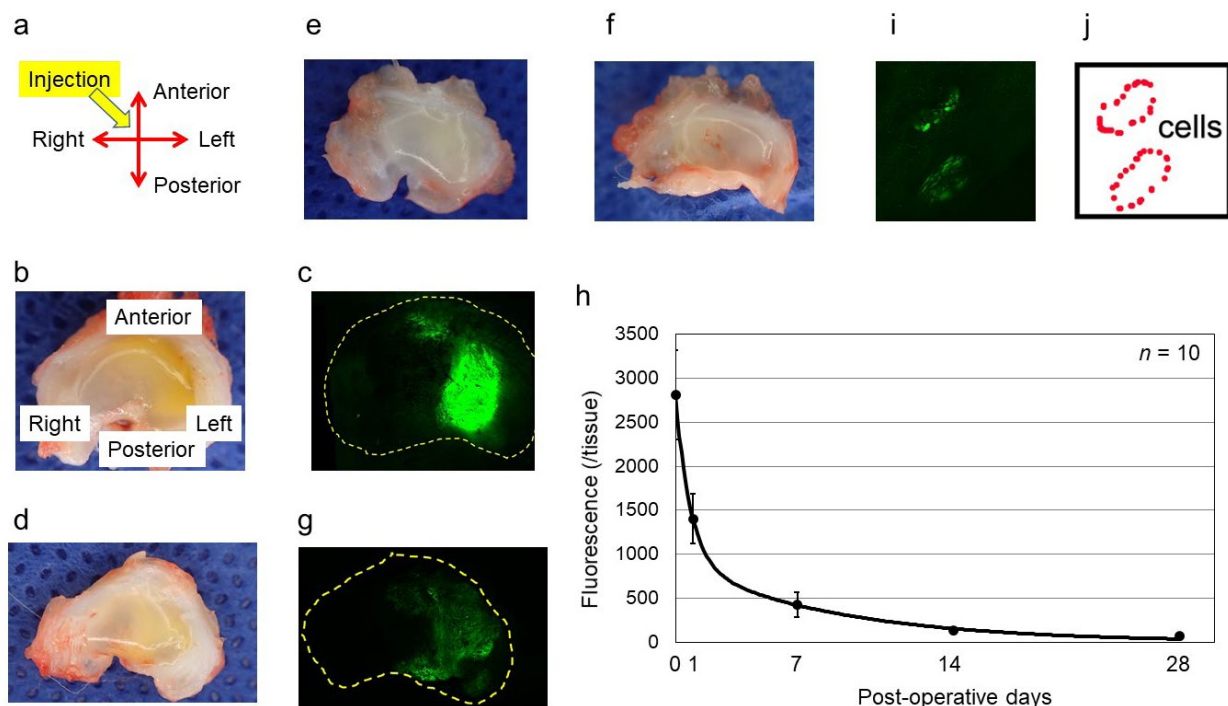 a
Injection
Anterior
Right
Left
Posterior
e
f
i
j
cells
b
Anterior
Right
Left
Posterior
c
d
g
h
n = 10
3500
3000
2500
2000
1500
1000
500
0
Fluorescence (/tissue)
0 1 7 14 28
Post-operative days